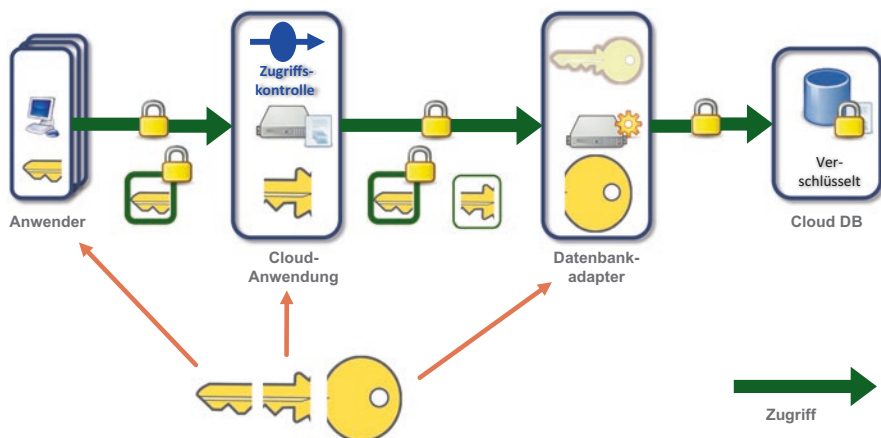 Zugriffs-
kontrolle
Ver-
schlüsselt
Anwender
Cloud-
Anwendung
Datenbank-
adapter
Cloud DB
Zugriff